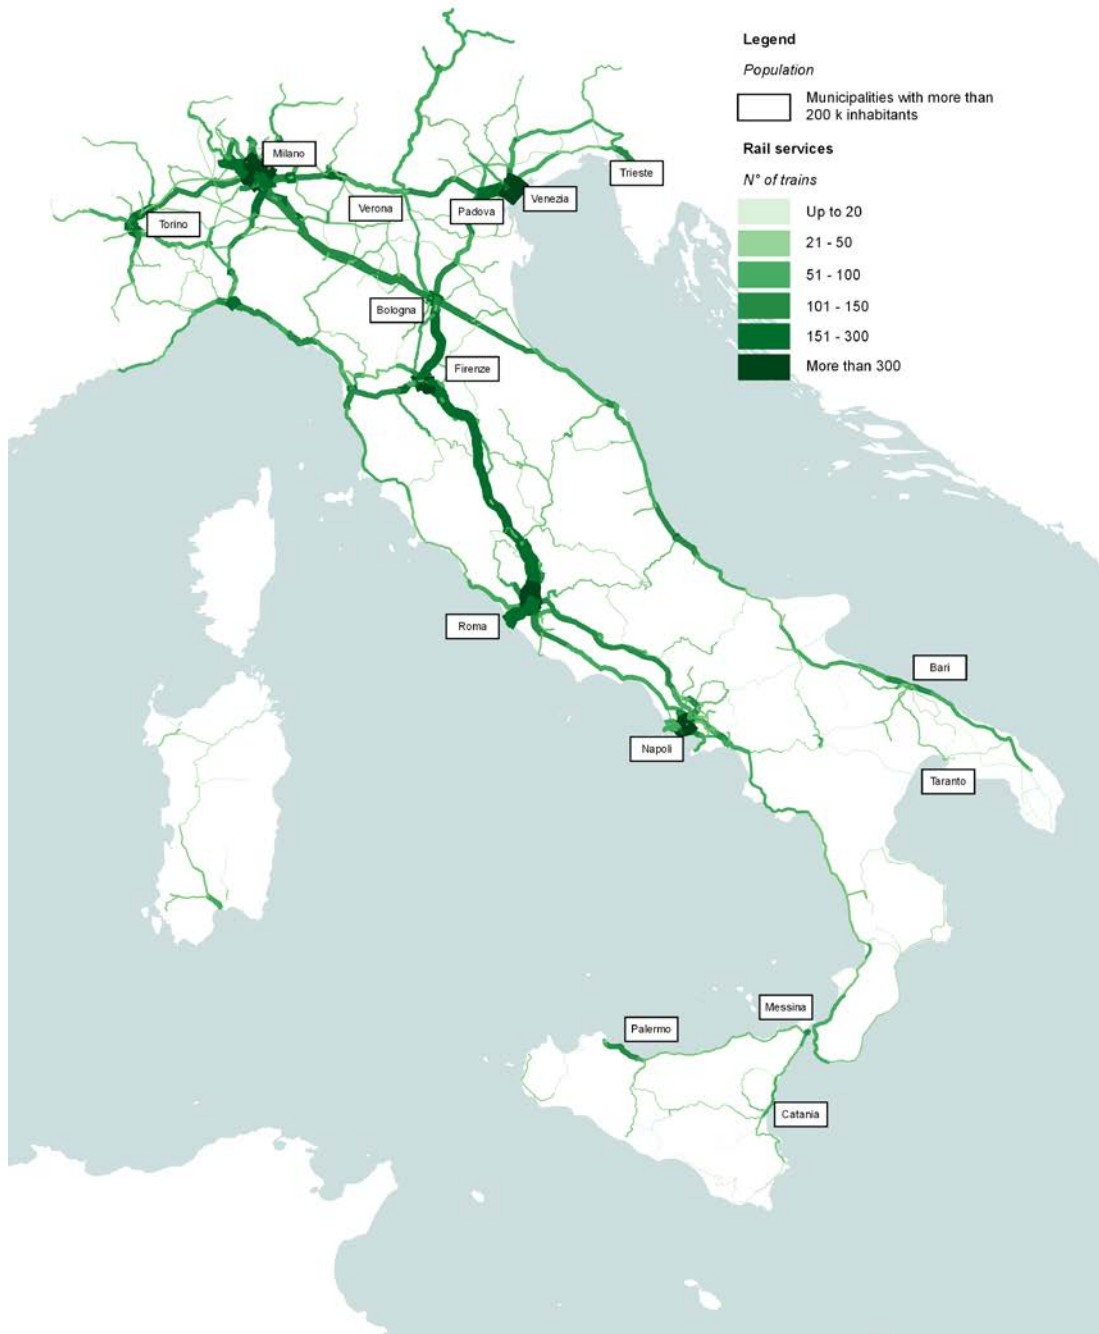 Legend
Population
Municipalities with more than
200 k inhabitants
Rail services
N° of trains
Up to 20
21 - 50
51 - 100
101 - 150
151 - 300
More than 300
Milano
Trieste
Venezia
Padova
Verona
Torino
Bologna
Firenze
Roma
Bari
Napoli
Taranto
Messina
Palermo
Catania